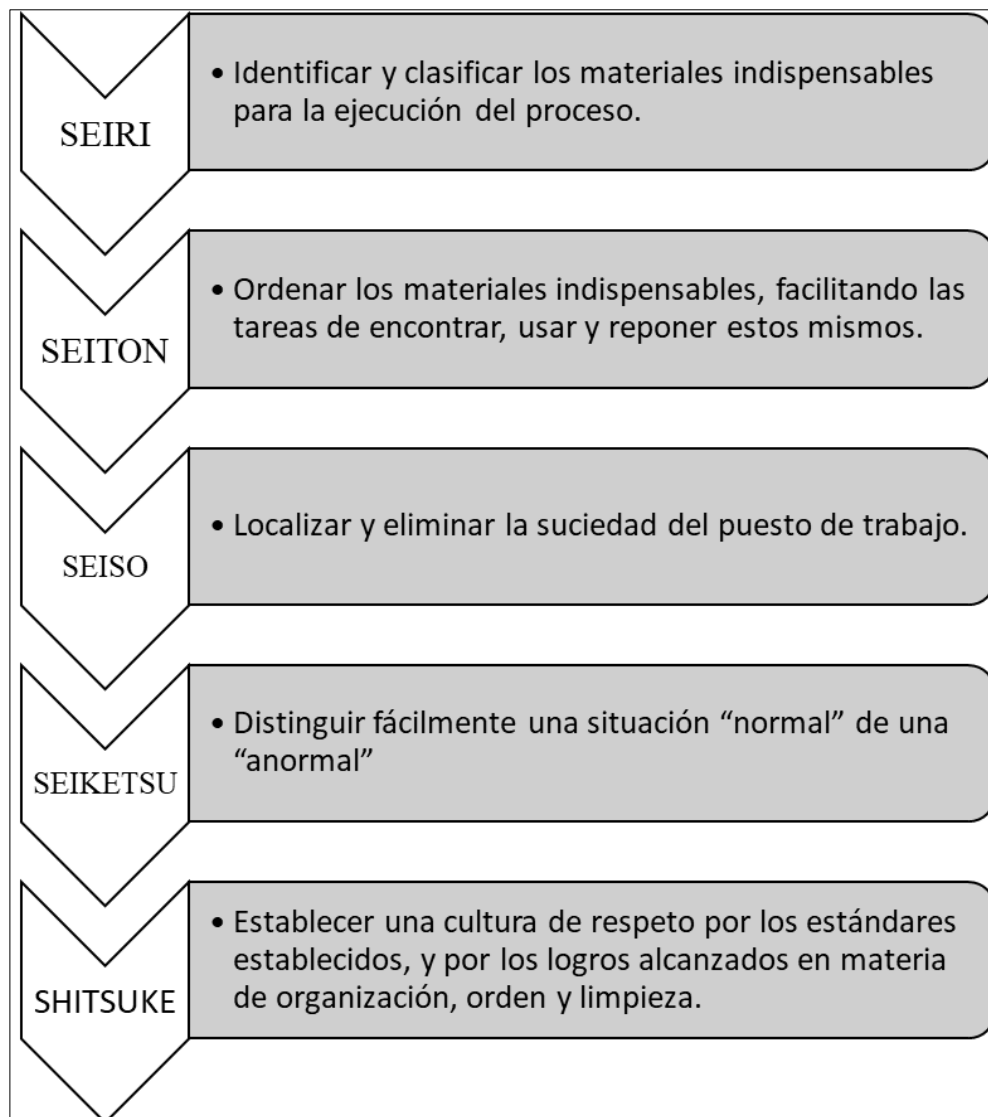 SEIRI
• Identificar y clasificar los materiales indispensables
para la ejecución del proceso.
SEITON
• Ordenar los materiales indispensables, facilitando las
tareas de encontrar, usar y reponer estos mismos.
SEISO
• Localizar y eliminar la suciedad del puesto de trabajo.
SEIKETSU
• Distinguir fácilmente una situación “normal” de una
“anormal”
SHITSUKE
• Establecer una cultura de respeto por los estándares
establecidos, y por los logros alcanzados en materia
de organización, orden y limpieza.